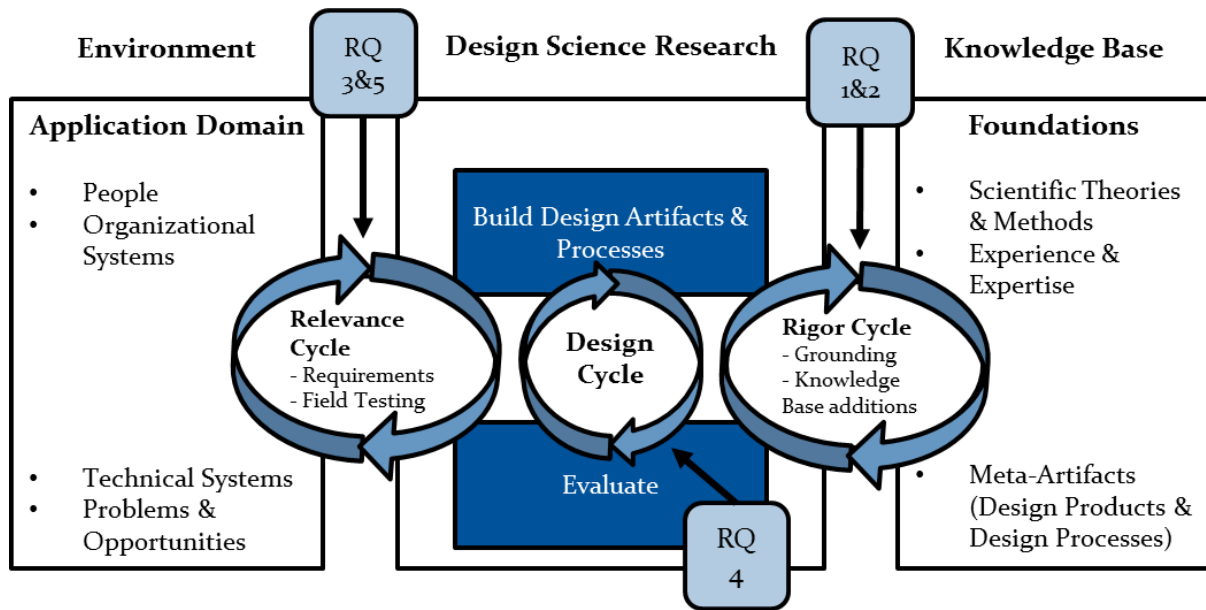 Environment
RQ
3&5
Design Science Research
RQ
1&2
Knowledge Base
Application Domain
• People
• Organizational
Systems
• Technical Systems
• Problems &
Opportunities
Relevance
Cycle
- Requirements
- Field Testing
Build Design Artifacts &
Processes
Design
Cycle
Evaluate
RQ
4
Rigor Cycle
- Grounding
- Knowledge
Base additions
Foundations
• Scientific Theories
& Methods
• Experience &
Expertise
• Meta-Artifacts
(Design Products &
Design Processes)